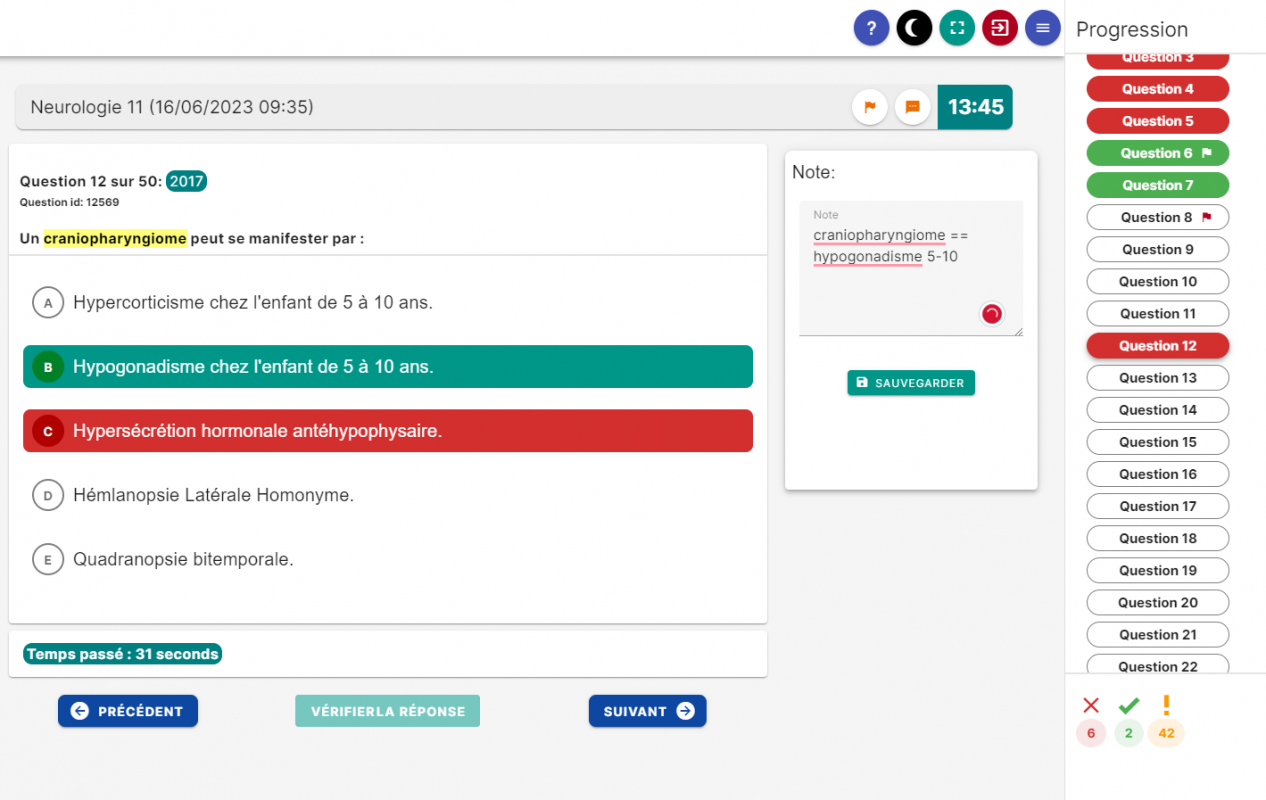 ?
Progression
Neurologie 11 (16/06/2023 09:35)
13:45
Question 12 sur 50: 2017
Question id: 12569
Un craniopharyngiome peut se manifester par :
A Hypercorticisme chez l'enfant de 5 à 10 ans.
B Hypogonadisme chez l'enfant de 5 à 10 ans.
C Hypersécrétion hormonale antéhypophysaire.
D Hémlanopsie Latérale Homonyme.
E Quadranopsie bitemporale.
Temps passé : 31 seconds
PRÉCÉDENT
VÉRIFIERLA RÉPONSE
SUIVANT
Note:
Note
craniopharyngiome ==
hypogonadisme 5-10
SAUVEGARDER
Question 3
Question 4
Question 5
Question 6
Question 7
Question 8
Question 9
Question 10
Question 11
Question 12
Question 13
Question 14
Question 15
Question 16
Question 17
Question 18
Question 19
Question 20
Question 21
Question 22
6
2
42